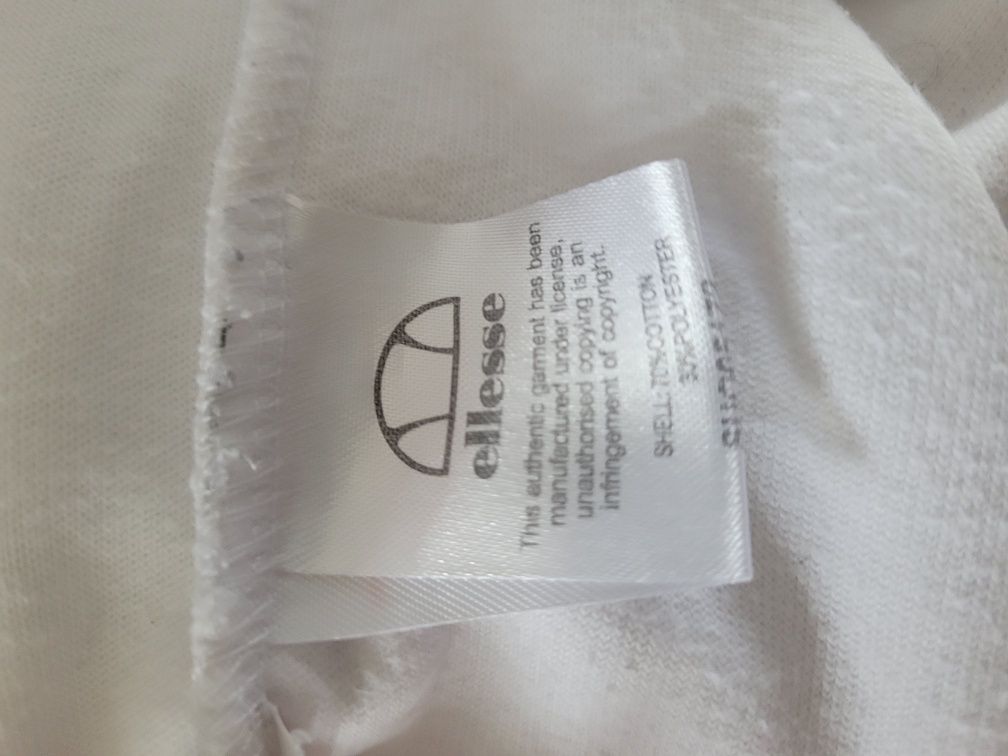 ellesse
This authentic garment has been
manufactured under license,
unauthorised copying is an
infringement of copyright.
SHELL:70%COTTON
30%POLYESTER